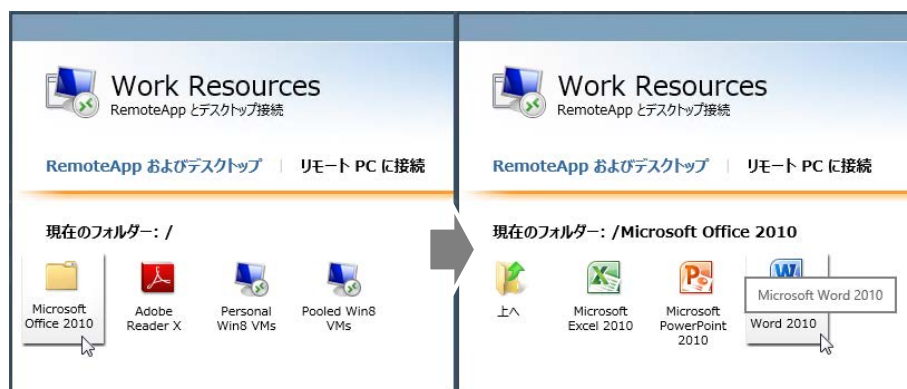 Work Resources
RemoteApp とデスクトップ接続
RemoteApp およびデスクトップ | リモート PC に接続
現在のフォルダー: /
Microsoft
Office 2010
Adobe
Reader X
Personal
Win8 VMs
Pooled Win8
VMs
Work Resources
RemoteApp とデスクトップ接続
RemoteApp およびデスクトップ | リモート PC に接続
現在のフォルダー: /Microsoft Office 2010
上へ
Microsoft
Excel 2010
Microsoft
PowerPoint
2010
Microsoft Word 2010
Word 2010